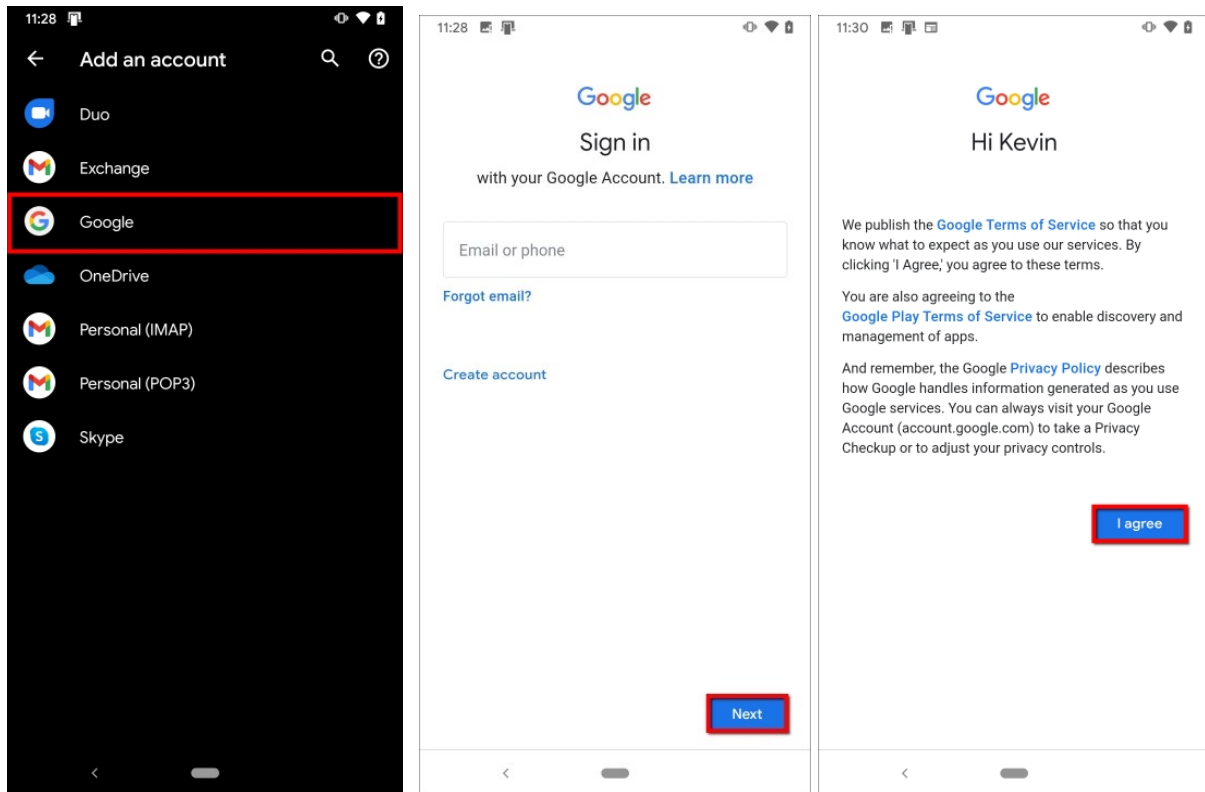 11:28
Add an account
Duo
Exchange
Google
OneDrive
Personal (IMAP)
Personal (POP3)
Skype
11:28
Google
Sign in
with your Google Account. Learn more
Email or phone
Forgot email?
Create account
Next
11:30
Google
Hi Kevin
We publish the Google Terms of Service so that you
know what to expect as you use our services. By
clicking 'I Agree,' you agree to these terms.
You are also agreeing to the
Google Play Terms of Service to enable discovery and
management of apps.
And remember, the Google Privacy Policy describes
how Google handles information generated as you use
Google services. You can always visit your Google
Account (account.google.com) to take a Privacy
Checkup or to adjust your privacy controls.
I agree